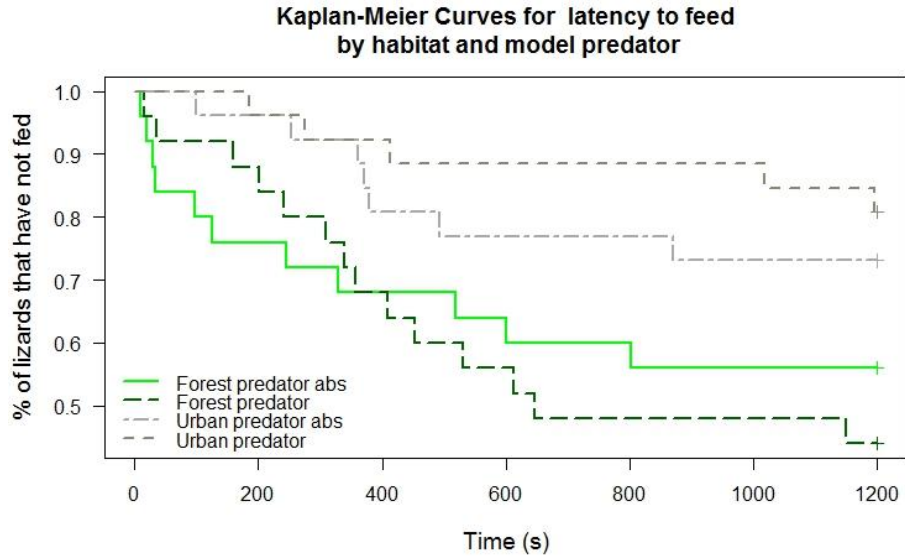 Kaplan-Meier Curves for latency to feed
by habitat and model predator
% of lizards that have not fed
1.0
0.9
0.8
0.7
0.6
0.5
Forest predator abs
Forest predator
Urban predator abs
Urban predator
0 200 400 600 800 1000 1200
Time (s)